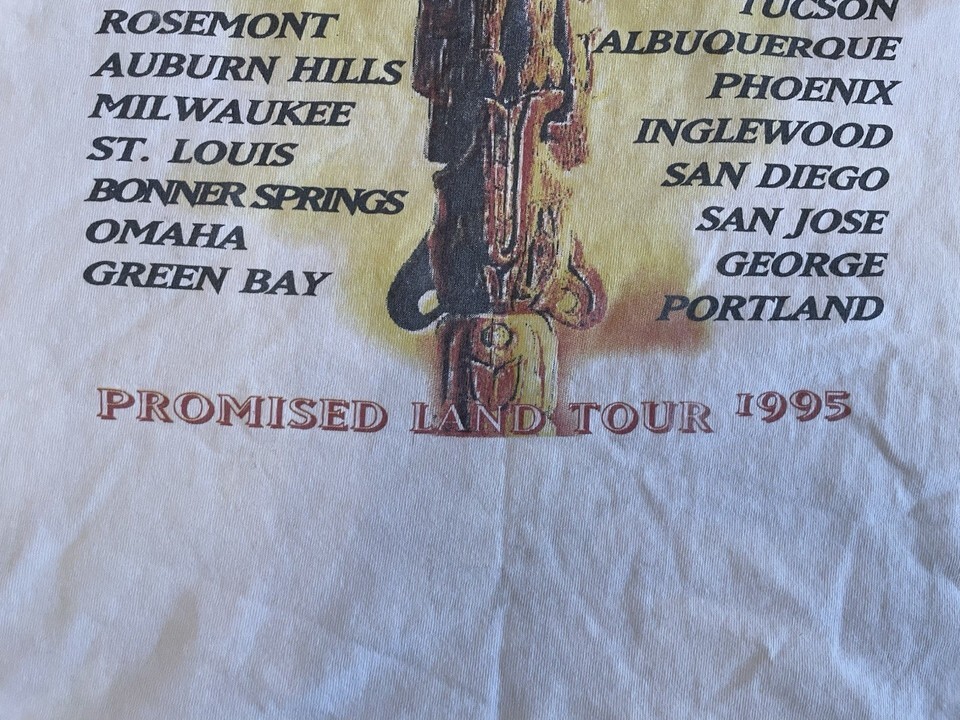 ROSEMONT
AUBURN HILLS
MILWAUKEE
ST. LOUIS
BONNER SPRINGS
OMAHA
GREEN BAY
TUCSON
ALBUQUERQUE
PHOENIX
INGLEWOOD
SAN DIEGO
SAN JOSE
GEORGE
PORTLAND
PROMISED LAND TOUR 1995